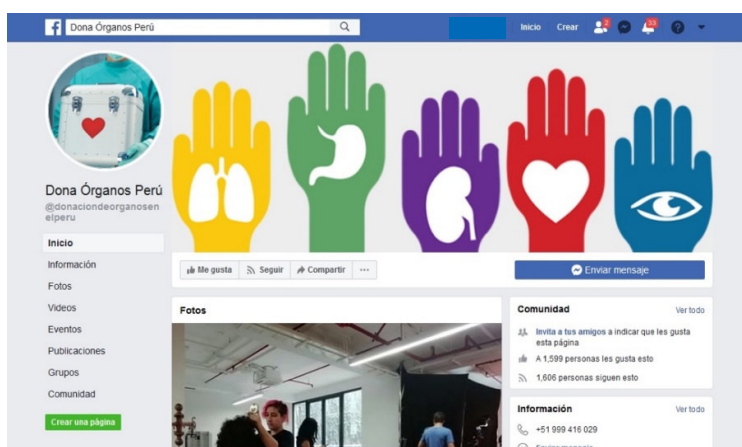 Dona Órganos Perú
Inicio
Crear
2
33
Dona Órganos Perú
@donaciondeorganosen
elperu
Inicio
Información
Fotos
Videos
Eventos
Publicaciones
Grupos
Comunidad
Crear una página
Me gusta
Seguir
Compartir
Enviar mensaje
Fotos
Comunidad
Ver todo
Invita a tus amigos a indicar que les gusta
esta página
A 1,599 personas les gusta esto
1,606 personas siguen esto
Información
Ver todo
+51 999 416 029